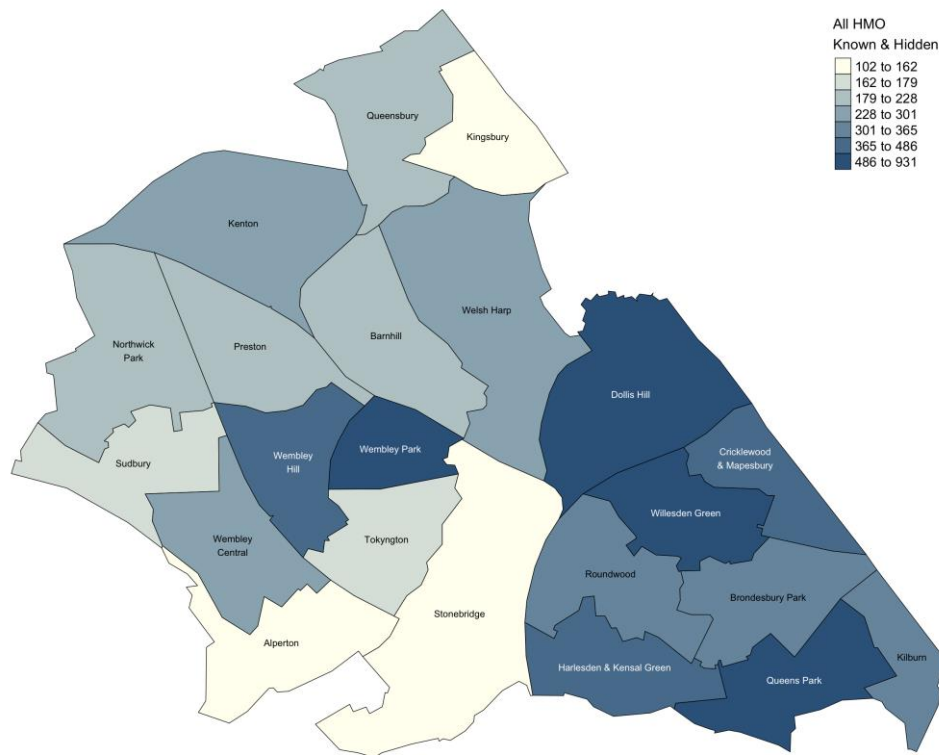 All HMO
Known & Hidden
102 to 162
162 to 179
179 to 228
228 to 301
301 to 365
365 to 486
486 to 931
Queensbury
Kingsbury
Kenton
Welsh Harp
Northwick
Park
Preston
Barnhill
Dollis Hill
Sudbury
Wembley
Hill
Wembley Park
Cricklewood
& Mapesbury
Willesden Green
Wembley
Central
Tokyngton
Roundwood
Brondesbury Park
Stonebridge
Alperton
Harlesden & Kensal Green
Queens Park
Kilburn